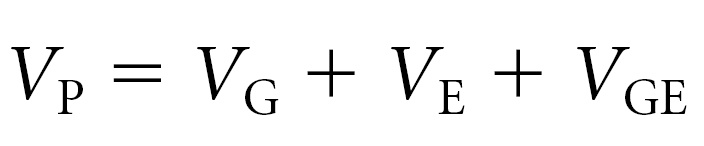 V_P = V_G + V_E + V_GE